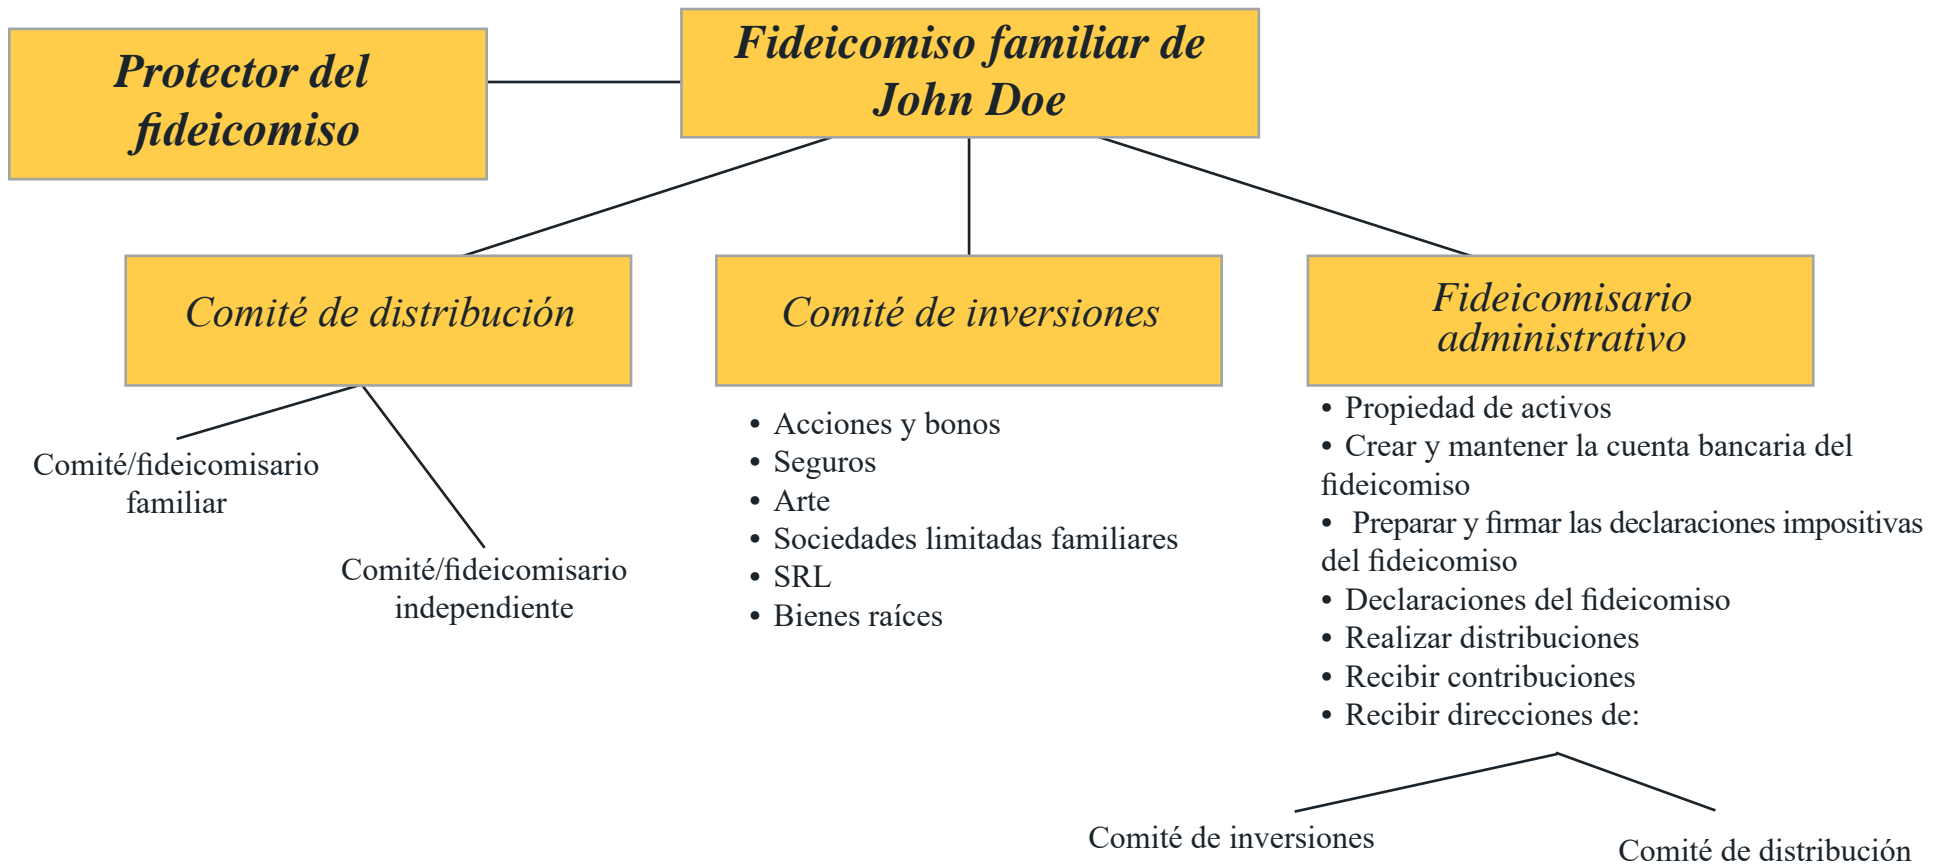 Protector del
fideicomiso
Fideicomiso familiar de
John Doe
Comité de distribución
Comité de inversiones
Fideicomisario
administrativo
Comité/fideicomisario
familiar
Comité/fideicomisario
independiente
• Acciones y bonos
• Seguros
• Arte
• Sociedades limitadas familiares
• SRL
• Bienes raíces
• Propiedad de activos
• Crear y mantener la cuenta bancaria del
fideicomiso
• Preparar y firmar las declaraciones impositivas
del fideicomiso
• Declaraciones del fideicomiso
• Realizar distribuciones
• Recibir contribuciones
• Recibir direcciones de:
Comité de inversiones
Comité de distribución